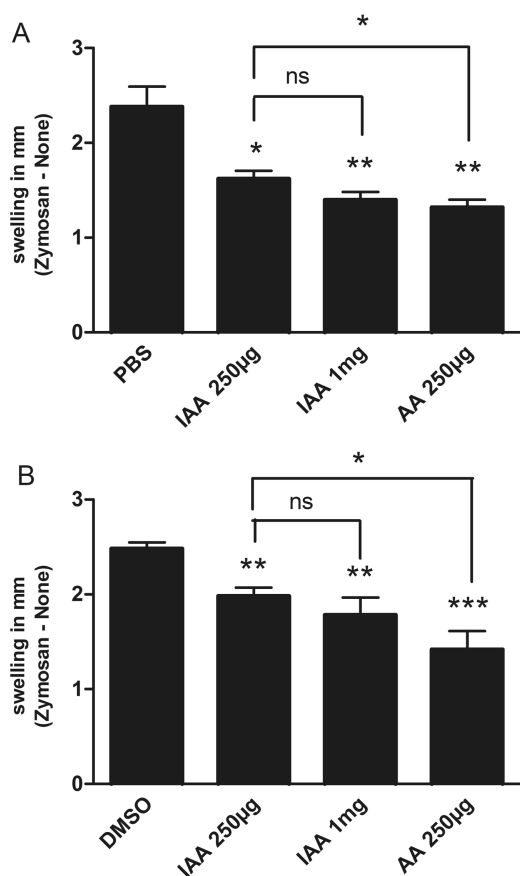 A
*
ns
*
**
**
swelling in mm
(Zymosan - None)
3
2
1
0
PBS
IAA 250µg
IAA 1mg
AA 250µg
B
*
ns
**
**
***
swelling in mm
(Zymosan - None)
3
2
1
0
DMSO
IAA 250µg
IAA 1mg
AA 250µg